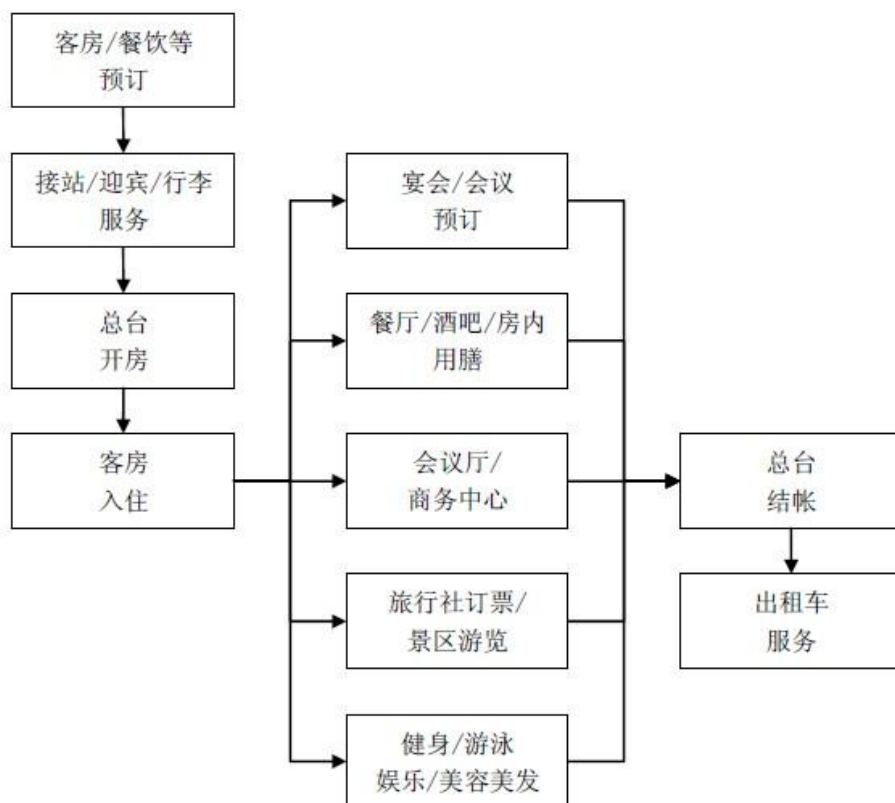 客房/餐饮等
预订
接站/迎宾/行李
服务
总台
开房
客房
入住
宴会/会议
预订
餐厅/酒吧/房内
用膳
会议厅/
商务中心
旅行社订票/
景区游览
健身/游泳
娱乐/美容美发
总台
结帐
出租车
服务